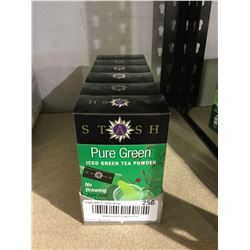 STASH
Pure Green
ICED GREEN TEA POWDER
No
Brewing
256